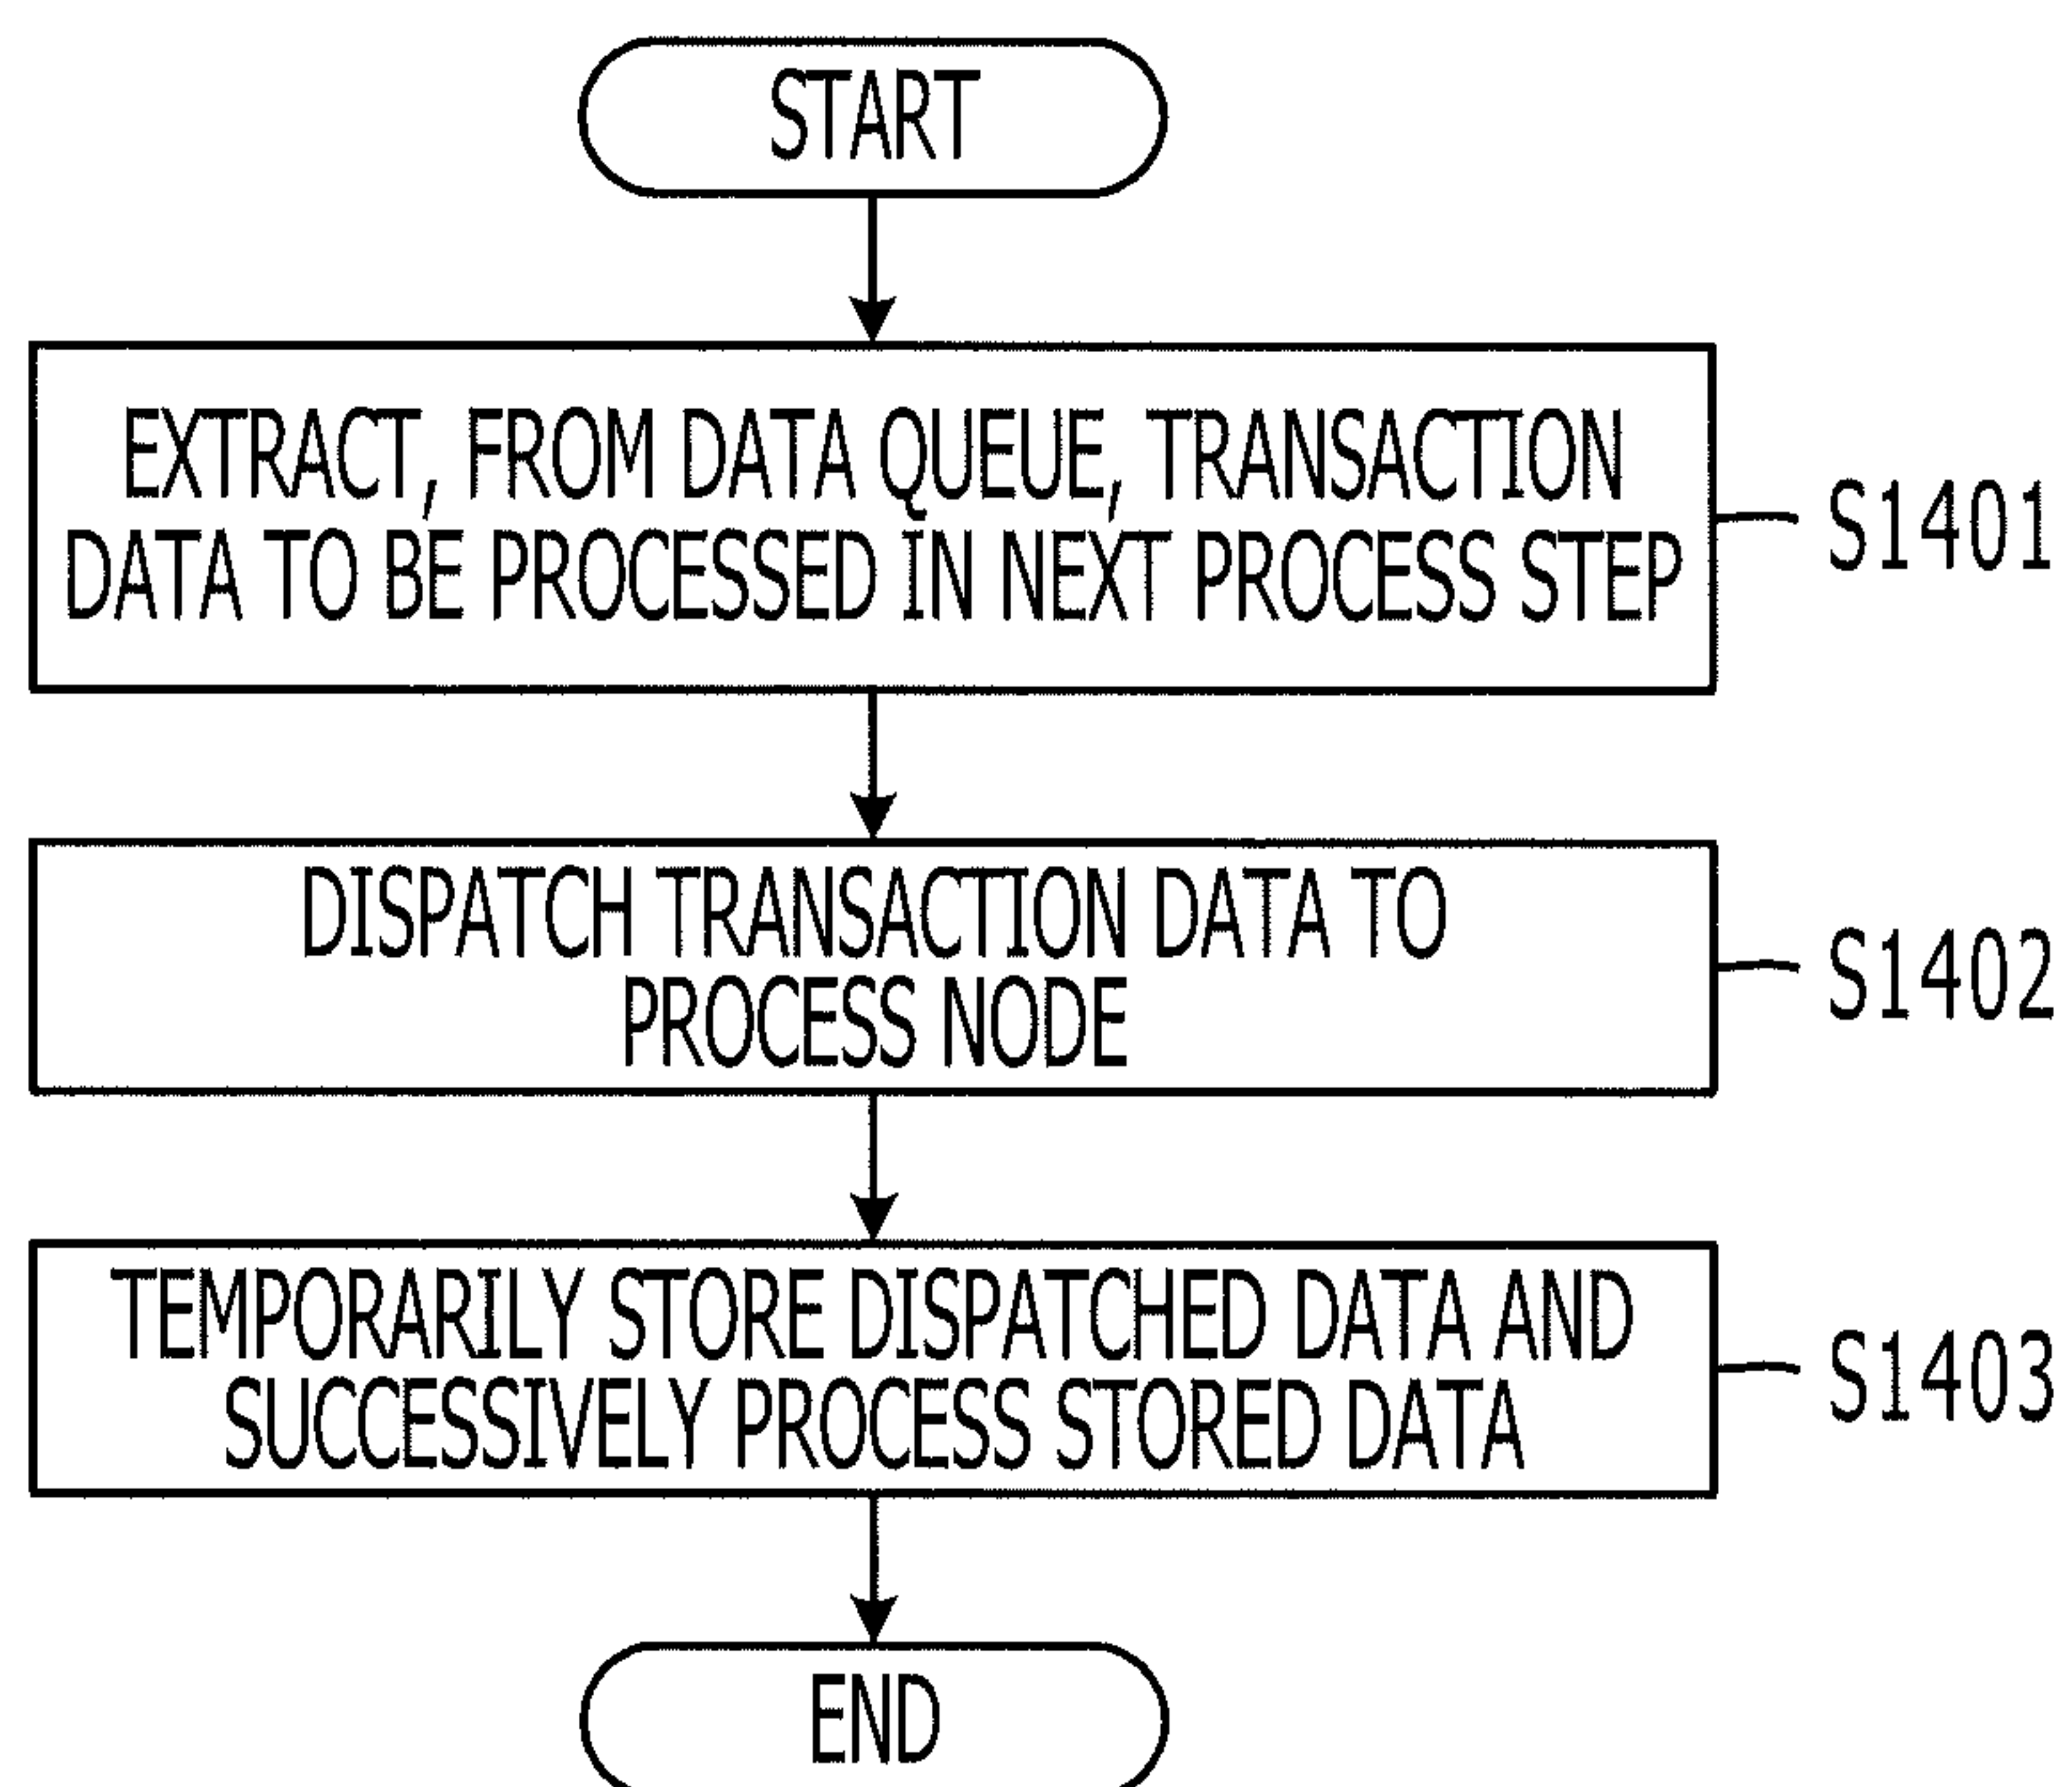 START
EXTRACT, FROM DATA QUEUE, TRANSACTION
DATA TO BE PROCESSED IN NEXT PROCESS STEP
S1401
DISPATCH TRANSACTION DATA TO
PROCESS NODE
S1402
TEMPORARILY STORE DISPATCHED DATA AND
SUCCESSIVELY PROCESS STORED DATA
S1403
END